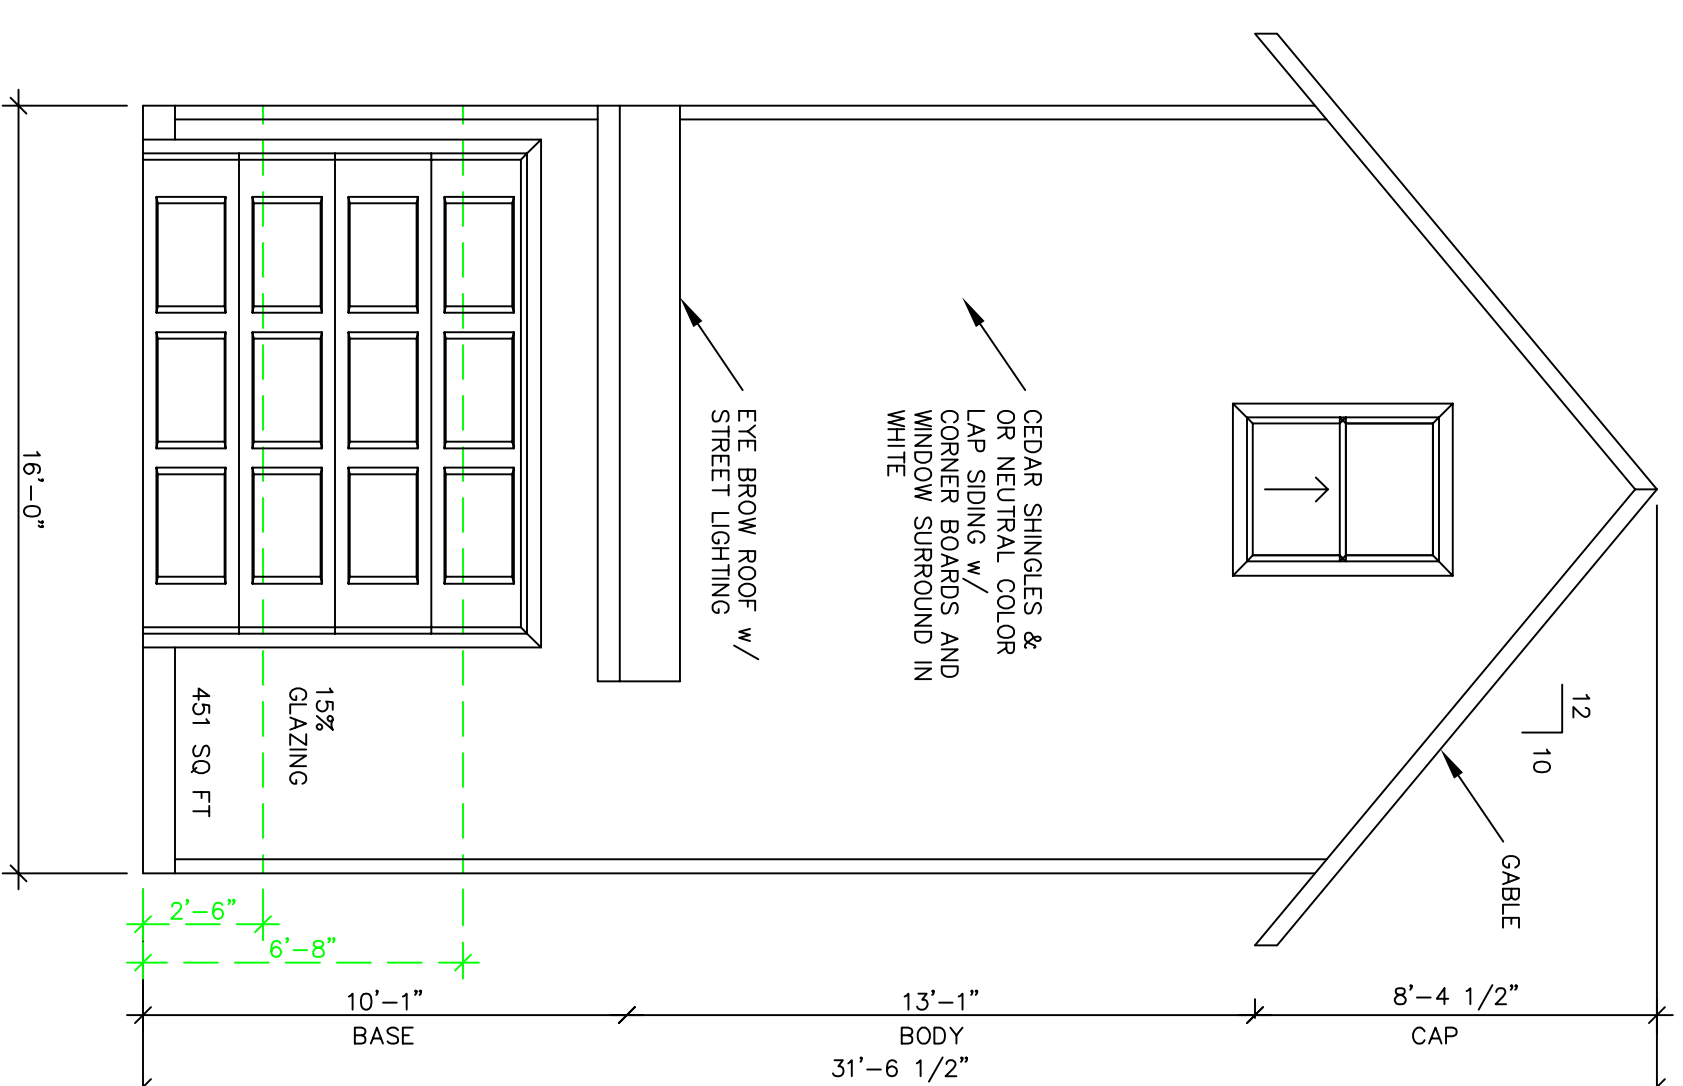 12
10
GABLE
CEDAR SHINGLES &
OR NEUTRAL COLOR
LAP SIDING w/
CORNER BOARDS AND
WINDOW SURROUND IN
WHITE
EYE BROW ROOF w/
STREET LIGHTING
15%
GLAZING
451 SQ FT
16'-0"
2'-6"
6'-8"
10'-1"
BASE
13'-1"
BODY
8'-4 1/2"
CAP
31'-6 1/2"